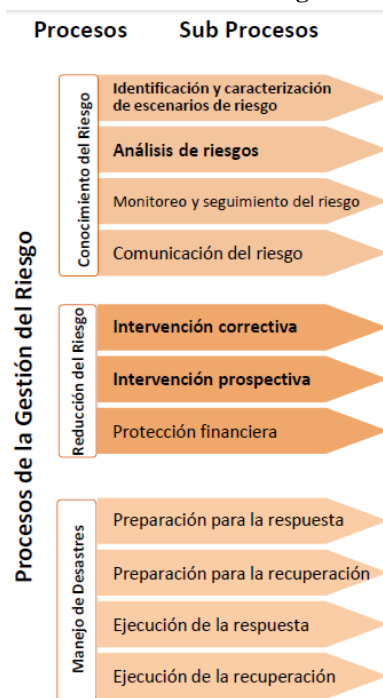 Procesos Sub Procesos
Procesos de la Gestión del Riesgo
Conocimiento del Riesgo
Identificación y caracterización
de escenarios de riesgo
Análisis de riesgos
Monitoreo y seguimiento del riesgo
Comunicación del riesgo
Reducción del Riesgo
Intervención correctiva
Intervención prospectiva
Protección financiera
Manejo de Desastres
Preparación para la respuesta
Preparación para la recuperación
Ejecución de la respuesta
Ejecución de la recuperación